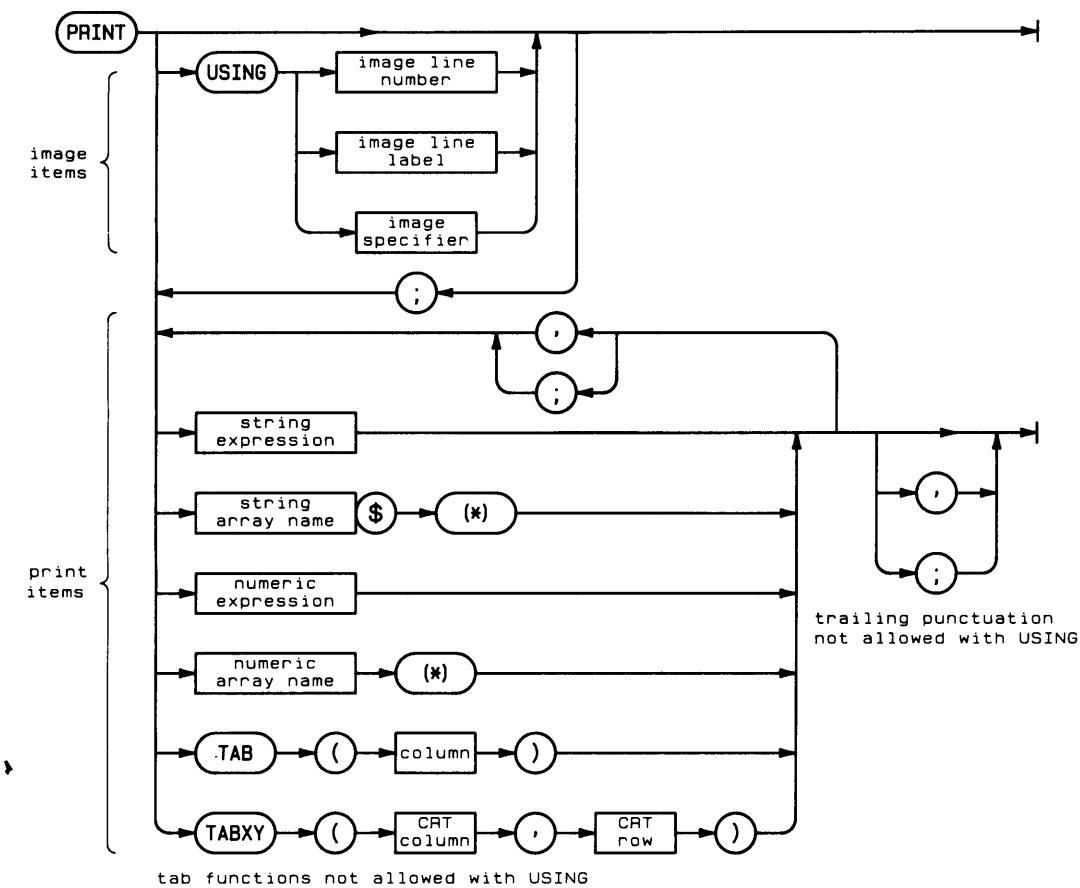 PRINT
USING
image line
number
image
items
image line
label
image
specifier
;
,
;
string
expression
string
array name
$
(*)
,
;
print
items
numeric
expression
trailing punctuation
not allowed with USING
numeric
array name
(*)
TAB
(
column
)
TABXY
(
CRT
column
,
CRT
row
)
tab functions not allowed with USING